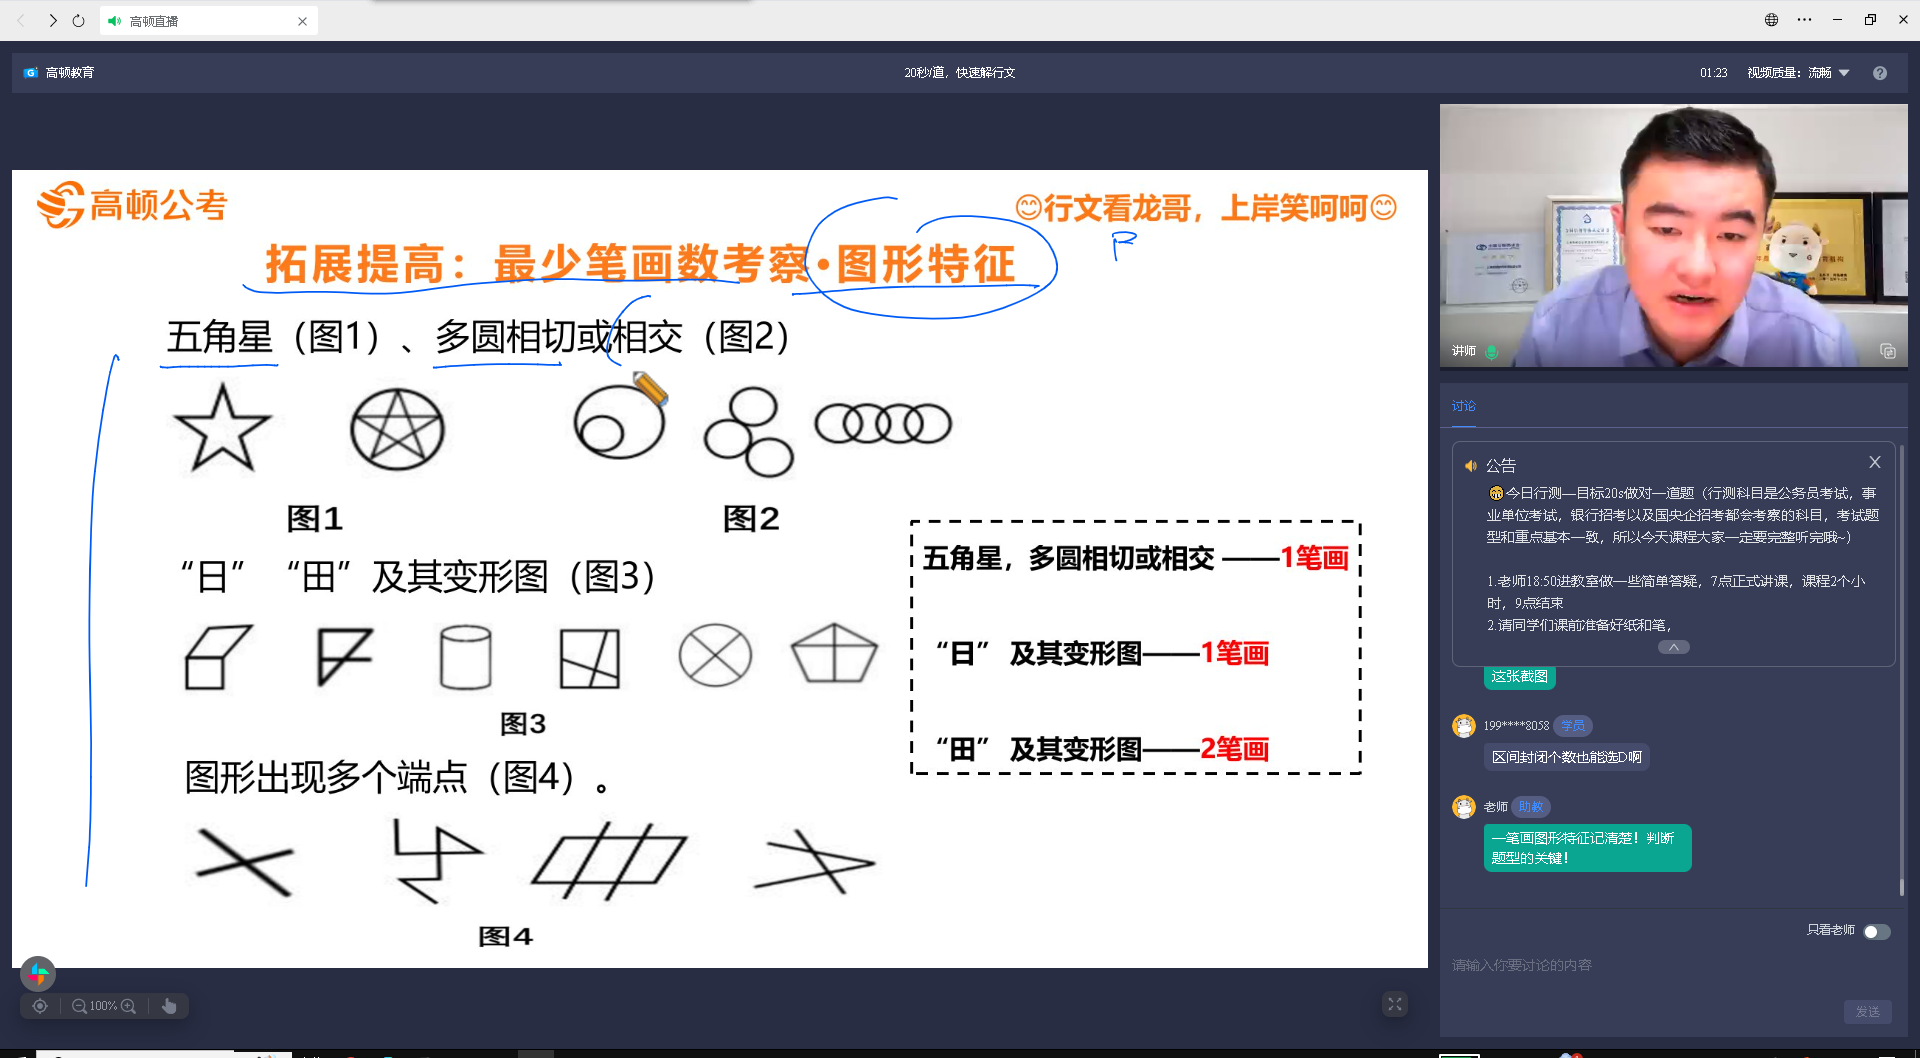 高顿直播
高顿教育
20秒/道，快速解行文
01:23
视频质量：流畅
高顿公考
😊行文看龙哥，上岸笑呵呵😊
拓展提高：最少笔画数考察•图形特征
五角星（图1）、多圆相切或相交（图2）
图1
图2
“日” “田” 及其变形图（图3）
图3
图形出现多个端点（图4）。
图4
五角星，多圆相切或相交 ——1笔画
“日” 及其变形图——1笔画
“田” 及其变形图——2笔画
100%
讲师
讨论
公告
😁今日行测—目标20s做对一道题（行测科目是公务员考试，事
业单位考试，银行招考以及国央企招考都会考察的科目，考试题
型和重点基本一致，所以今天课程大家一定要完整听完哦~）
1.老师18:50进教室做一些简单答疑，7点正式讲课，课程2个小
时，9点结束
2.请同学们课前准备好纸和笔，
这张截图
199****8058 学员
区间封闭个数也能选D啊
老师 助教
一笔画图形特征记清楚！判断
题型的关键！
只看老师
请输入你要讨论的内容
发送